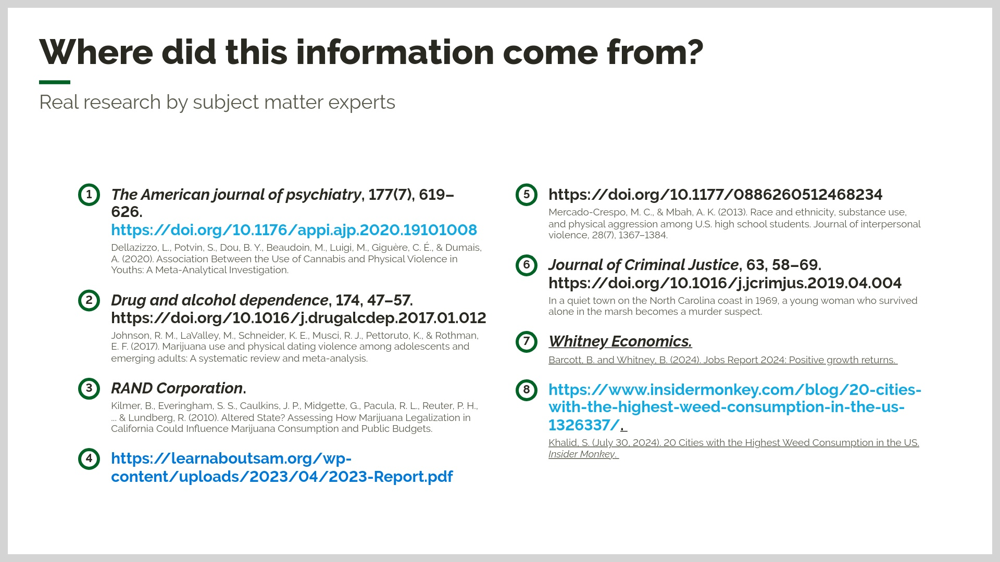 Where did this information come from?
Real research by subject matter experts
1
The American journal of psychiatry, 177(7), 619–
626.
https://doi.org/10.1176/appi.ajp.2020.19101008
Dellazizzo, L., Potvin, S., Dou, B. Y., Beaudoin, M., Luigi, M., Giguère, C. É., & Dumais,
A. (2020). Association Between the Use of Cannabis and Physical Violence in
Youths: A Meta-Analytical Investigation.
2
Drug and alcohol dependence, 174, 47–57.
https://doi.org/10.1016/j.drugalcdep.2017.01.012
Johnson, R. M., LaValley, M., Schneider, K. E., Musci, R. J., Pettoruto, K., & Rothman,
E. F. (2017). Marijuana use and physical dating violence among adolescents and
emerging adults: A systematic review and meta-analysis.
3
RAND Corporation.
Kilmer, B., Everingham, S. S., Caulkins, J. P., Midgette, G., Pacula, R. L., Reuter, P. H.,
... & Lundberg, R. (2010). Altered State? Assessing How Marijuana Legalization in
California Could Influence Marijuana Consumption and Public Budgets.
4
https://learnaboutsam.org/wp-
content/uploads/2023/04/2023-Report.pdf
5
https://doi.org/10.1177/0886260512468234
Mercado-Crespo, M. C., & Mbah, A. K. (2013). Race and ethnicity, substance use,
and physical aggression among U.S. high school students. Journal of interpersonal
violence, 28(7), 1367–1384.
6
Journal of Criminal Justice, 63, 58–69.
https://doi.org/10.1016/j.jcrimjus.2019.04.004
In a quiet town on the North Carolina coast in 1969, a young woman who survived
alone in the marsh becomes a murder suspect.
7
Whitney Economics.
Barcott, B. and Whitney, B. (2024). Jobs Report 2024: Positive growth returns.
8
https://www.insidermonkey.com/blog/20-cities-
with-the-highest-weed-consumption-in-the-us-
1326337/.
Khalid, S. (July 30, 2024). 20 Cities with the Highest Weed Consumption in the US.
Insider Monkey.